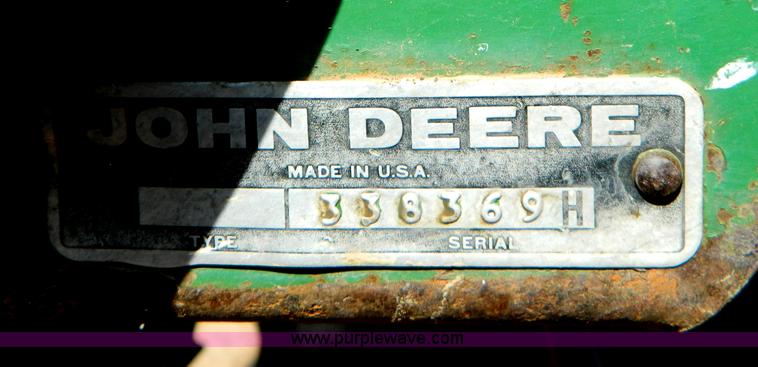 JOHN DEERE
MADE IN U.S.A.
338369H
TYPE SERIAL
www.purplewave.com